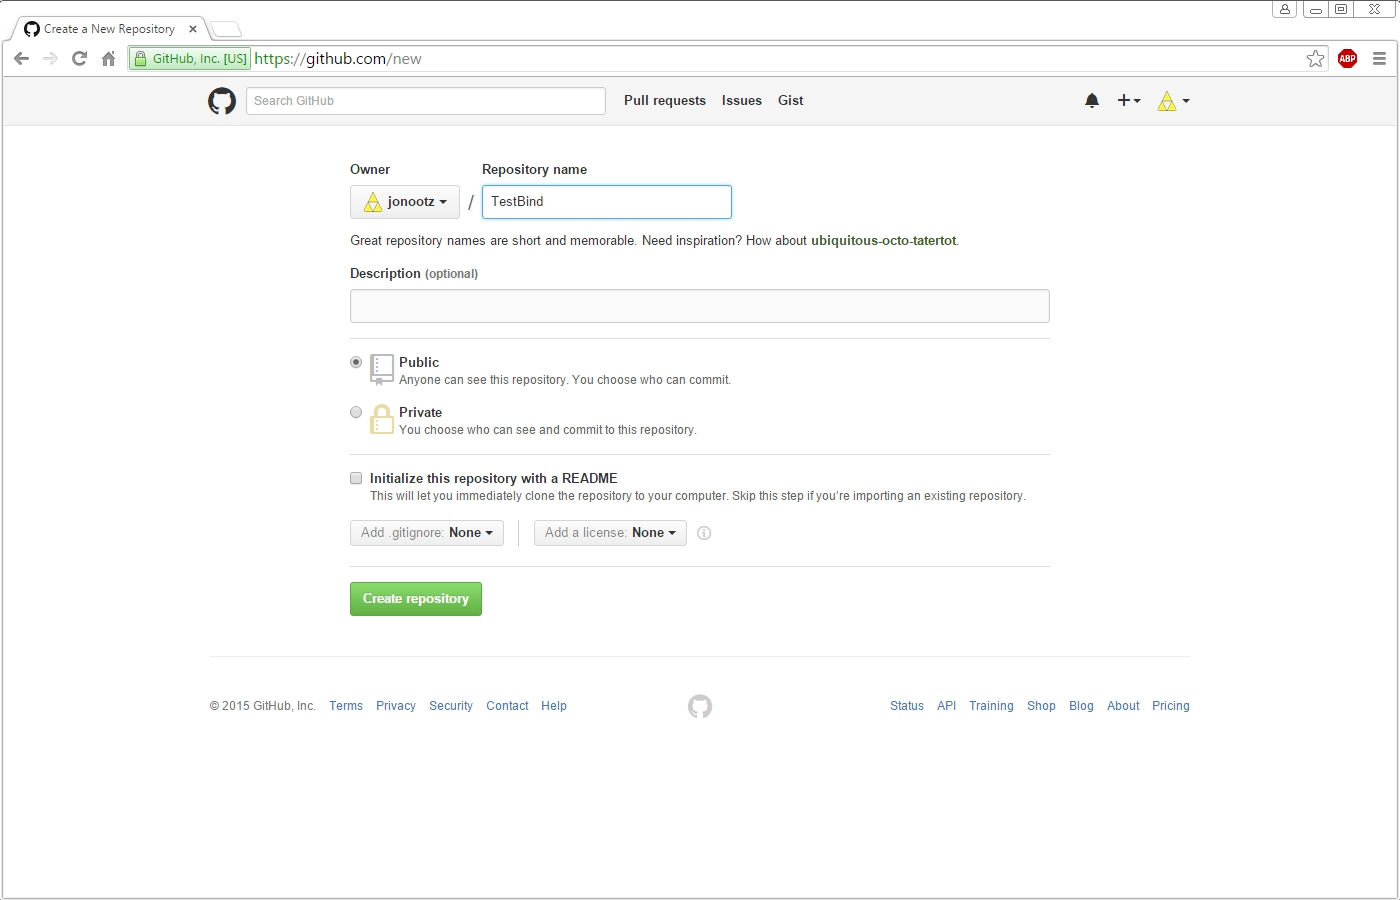 Create a New Repository
GitHub, Inc. [US] https://github.com/new
ABP
Search GitHub Pull requests Issues Gist
Owner Repository name
jonootz / TestBind
Great repository names are short and memorable. Need inspiration? How about ubiquitous-octo-tatertot.
Description (optional)
Public
Anyone can see this repository. You choose who can commit.
Private
You choose who can see and commit to this repository.
Initialize this repository with a README
This will let you immediately clone the repository to your computer. Skip this step if you’re importing an existing repository.
Add .gitignore: None Add a license: None
Create repository
© 2015 GitHub, Inc. Terms Privacy Security Contact Help Status API Training Shop Blog About Pricing